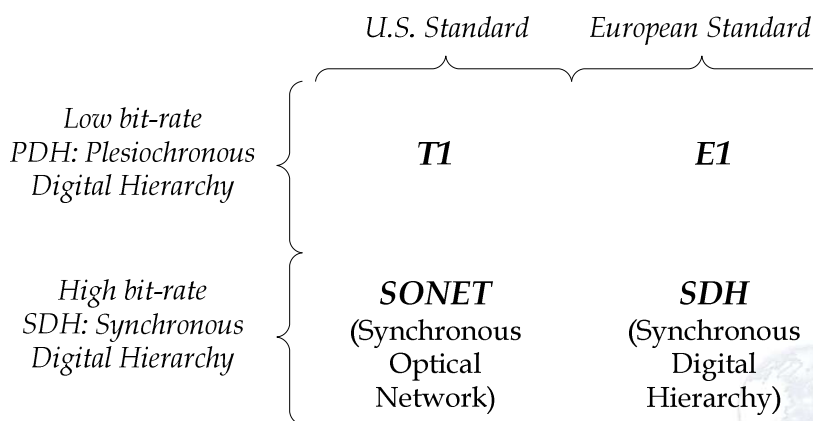 U.S. Standard
European Standard
Low bit-rate
PDH: Plesiochronous
Digital Hierarchy
T1
E1
High bit-rate
SDH: Synchronous
Digital Hierarchy
SONET
(Synchronous
Optical
Network)
SDH
(Synchronous
Digital
Hierarchy)